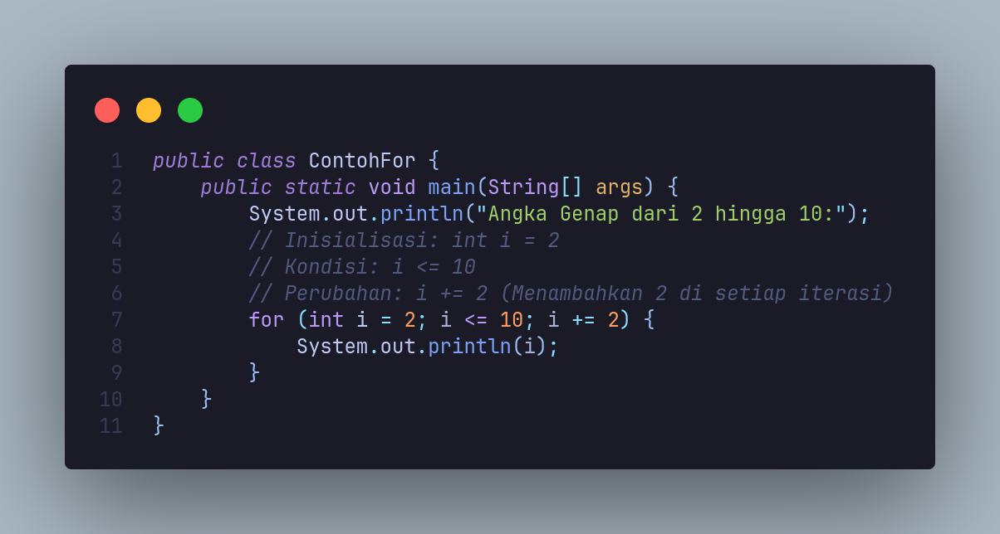 1 public class ContohFor {
2     public static void main(String[] args) {
3         System.out.println("Angka Genap dari 2 hingga 10:");
4         // Inisialisasi: int i = 2
5         // Kondisi: i <= 10
6         // Perubahan: i += 2 (Menambahkan 2 di setiap iterasi)
7         for (int i = 2; i <= 10; i += 2) {
8             System.out.println(i);
9         }
10     }
11 }